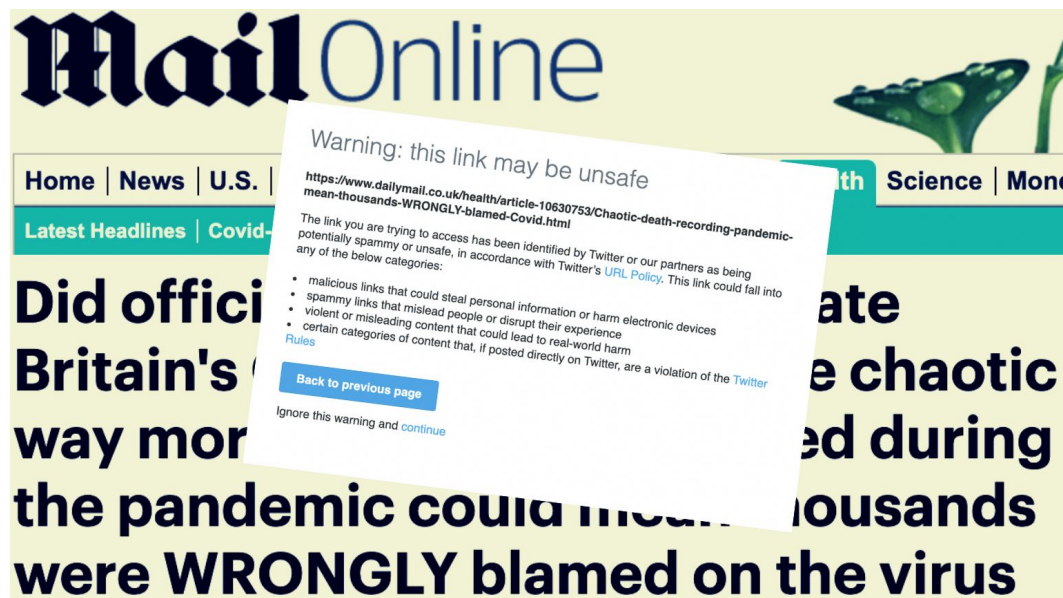 Mail Online
Home | News | U.S. | Science | Mone
Latest Headlines | Covid-
Did offici ate
Britain's e chaotic
way mor ed during
the pandemic could mean ousands
were WRONGLY blamed on the virus
Warning: this link may be unsafe
https://www.dailymail.co.uk/health/article-10630753/Chaotic-death-recording-pandemic-
mean-thousands-WRONGLY-blamed-Covid.html
The link you are trying to access has been identified by Twitter or our partners as being
potentially spammy or unsafe, in accordance with Twitter's URL Policy. This link could fall into
any of the below categories:
• malicious links that could steal personal information or harm electronic devices
• spammy links that mislead people or disrupt their experience
• violent or misleading content that could lead to real-world harm
• certain categories of content that, if posted directly on Twitter, are a violation of the Twitter
Rules
Back to previous page
Ignore this warning and continue